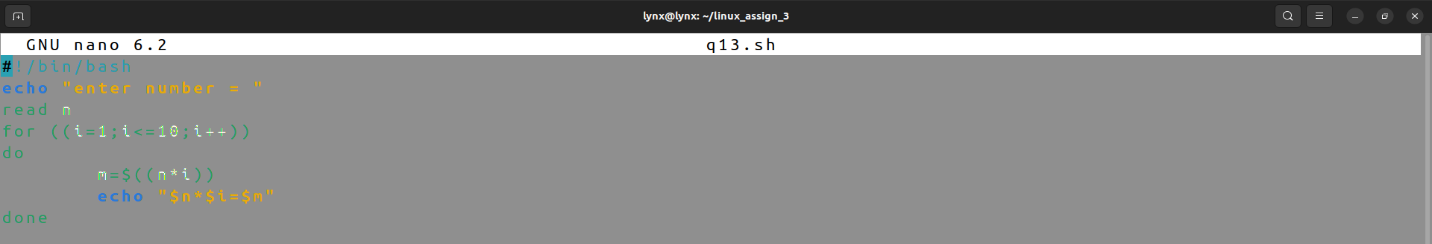 lynx@lynx: ~/linux_assign_3
GNU nano 6.2 q13.sh
#!/bin/bash
echo "enter number = "
read n
for ((i=1;i<=10;i++))
do
        m=$((n*i))
        echo "$n*$i=$m"
done